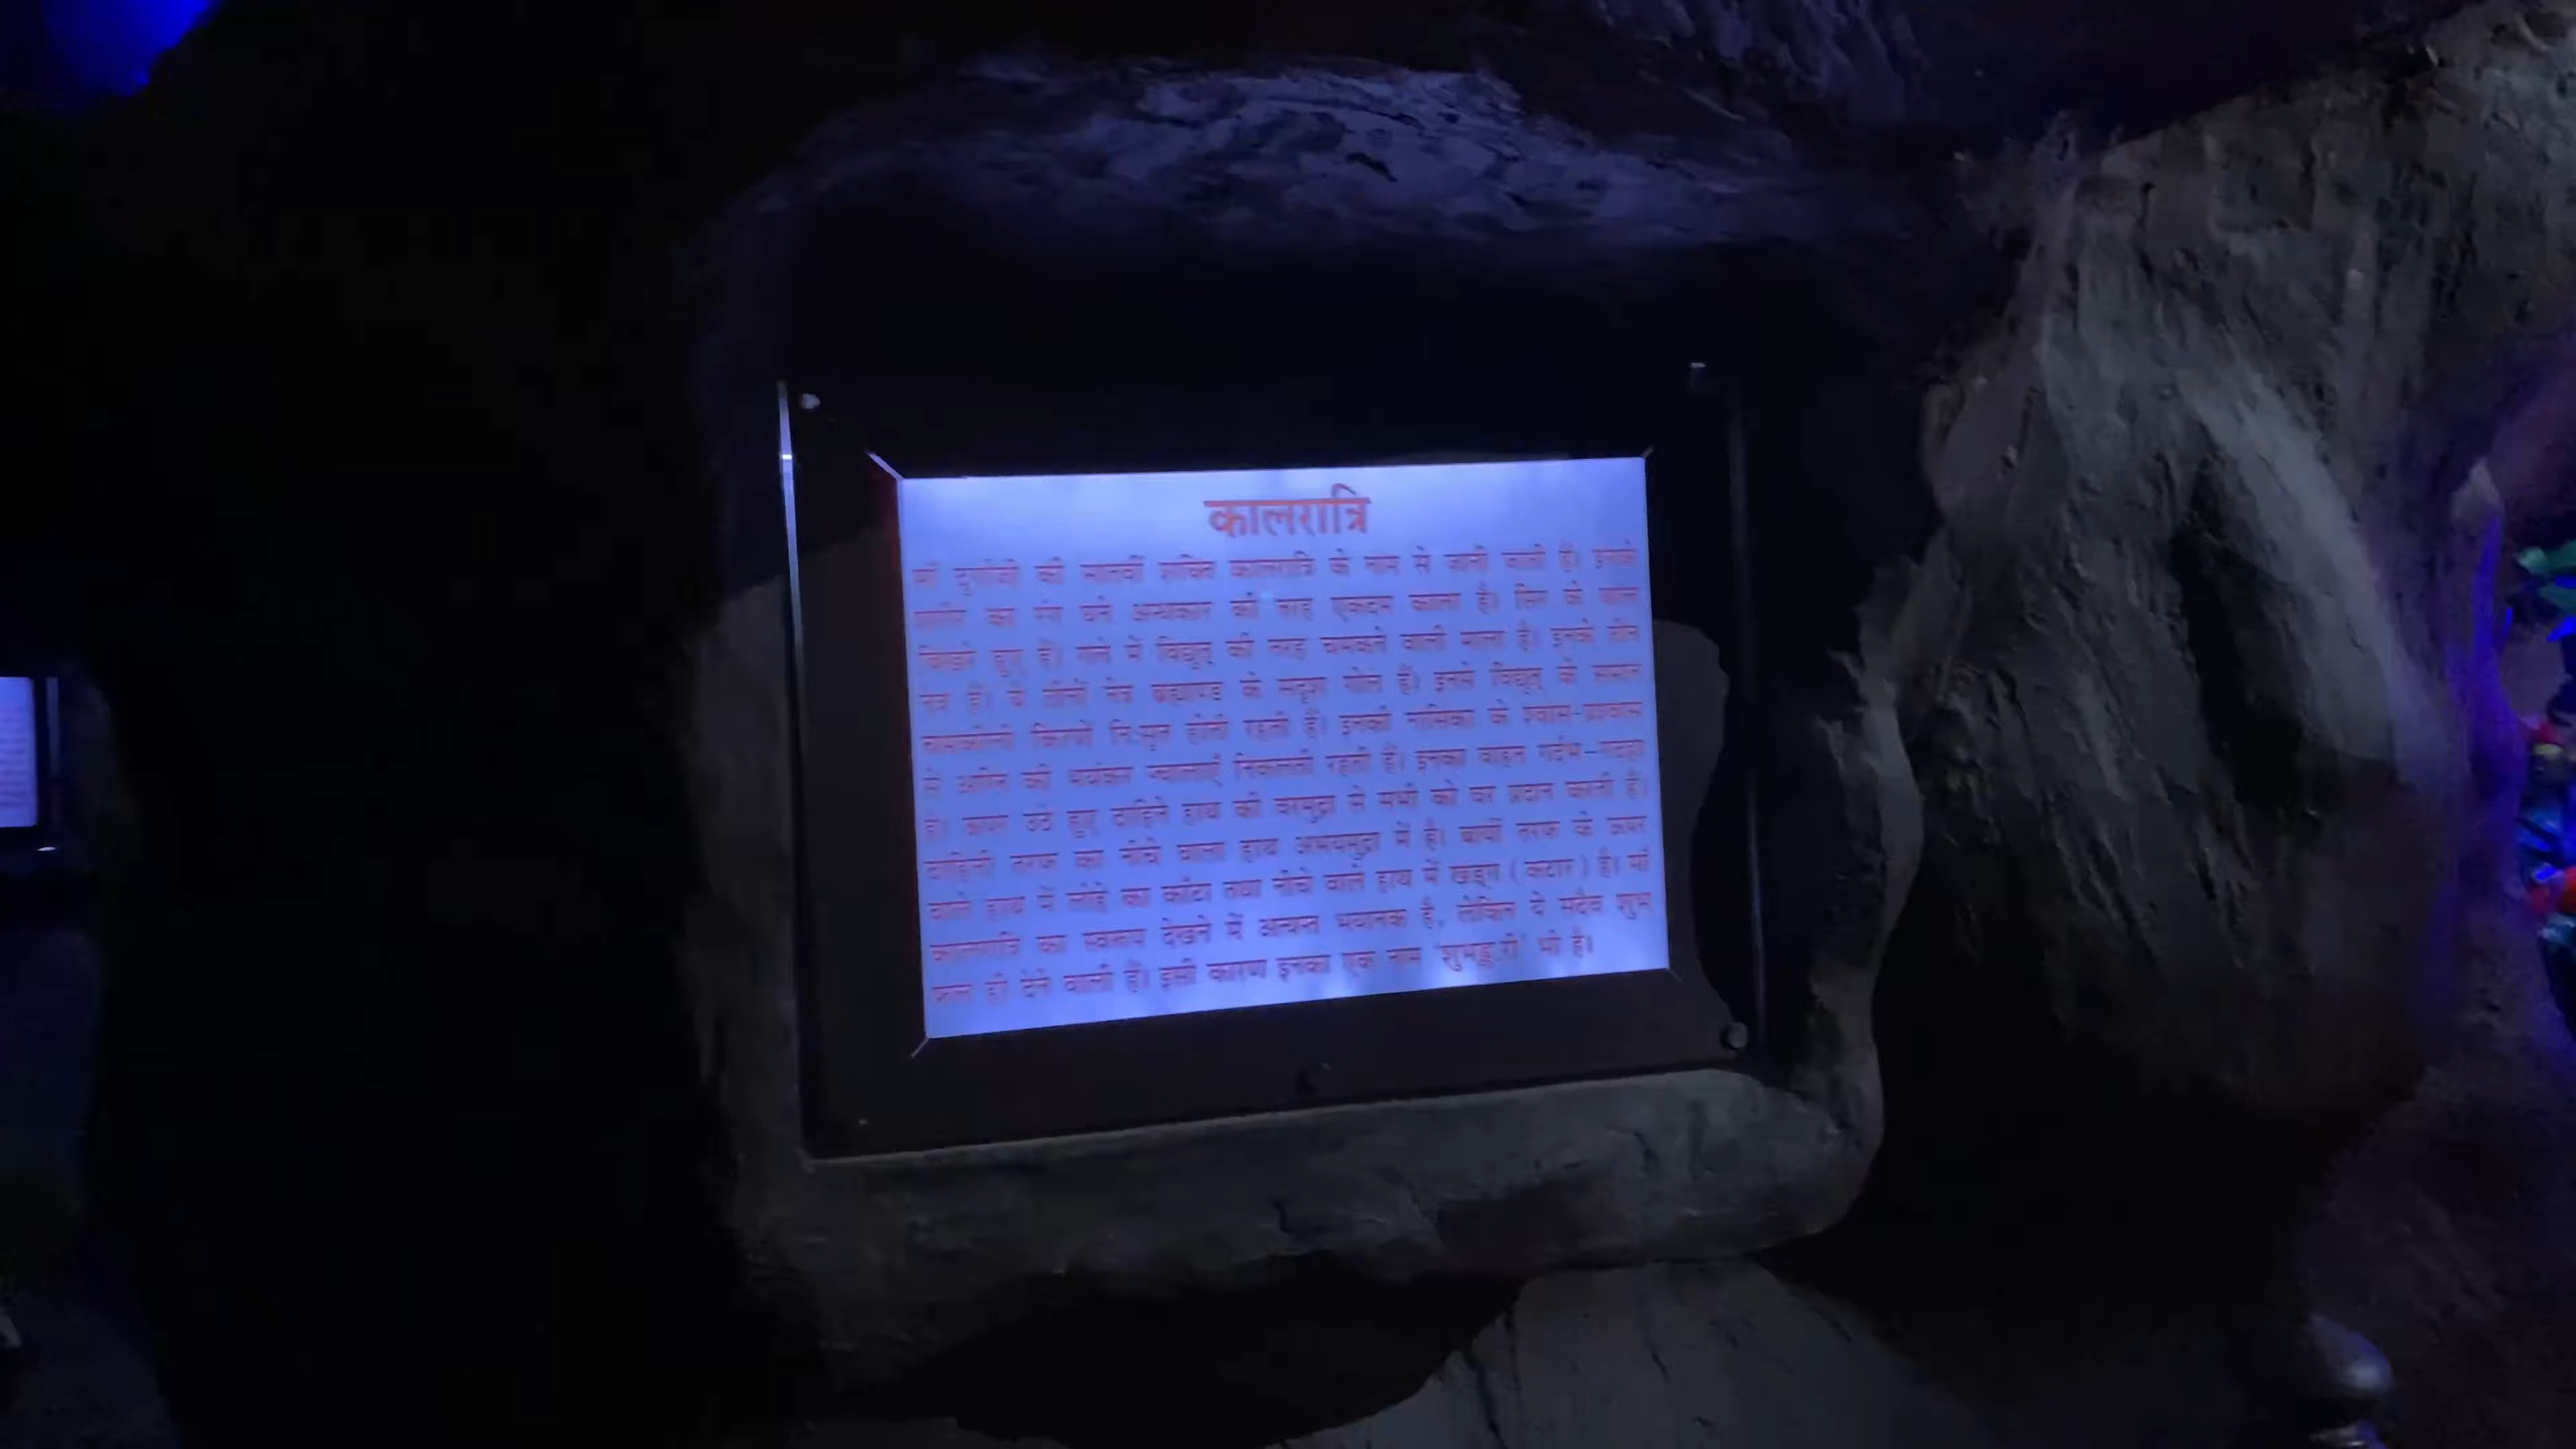 कालरात्रि
माँ दुर्गाजी की सातवीं शक्ति कालरात्रि के नाम से जानी जाती हैं। इनके
शरीर का रंग घने अन्धकार की तरह एकदम काला है। सिर के बाल
बिखरे हुए हैं। गले में विद्युत् की तरह चमकने वाली माला है। इनके तीन
नेत्र हैं। ये तीनों नेत्र ब्रह्माण्ड के सदृश गोल हैं। इनसे विद्युत् के समान
चमकीली किरणें निःसृत होती रहती हैं। इनकी नासिका के श्वास-प्रश्वास
से अग्नि की भयंकर ज्वालाएँ निकलती रहती हैं। इनका वाहन गर्दभ-गदहा
है। ऊपर उठे हुए दाहिने हाथ की वरमुद्रा से सभी को वर प्रदान करती हैं।
दाहिनी तरफ का नीचे वाला हाथ अभयमुद्रा में है। बायीं तरफ के ऊपर
वाले हाथ में लोहे का काँटा तथा नीचे वाले हाथ में खड्ग (कटार) है। माँ
कालरात्रि का स्वरूप देखने में अत्यन्त भयानक है, लेकिन ये सदैव शुभ
फल ही देने वाली हैं। इसी कारण इनका एक नाम 'शुभङ्करी' भी है।